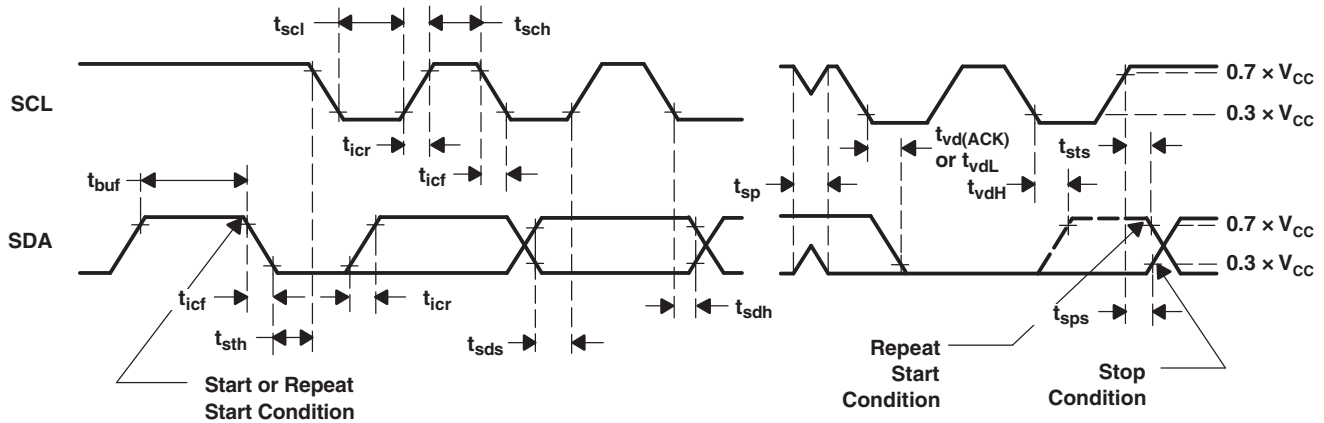 tscl
tsch
0.7 × VCC
SCL
0.3 × VCC
ticr
ticf
tvd(ACK)
or tvdL
tsts
tbuf
tsp
tvdH
SDA
0.7 × VCC
0.3 × VCC
ticf
ticr
tsdh
tsps
tsth
tsds
Repeat
Start
Condition
Stop
Condition
Start or Repeat
Start Condition